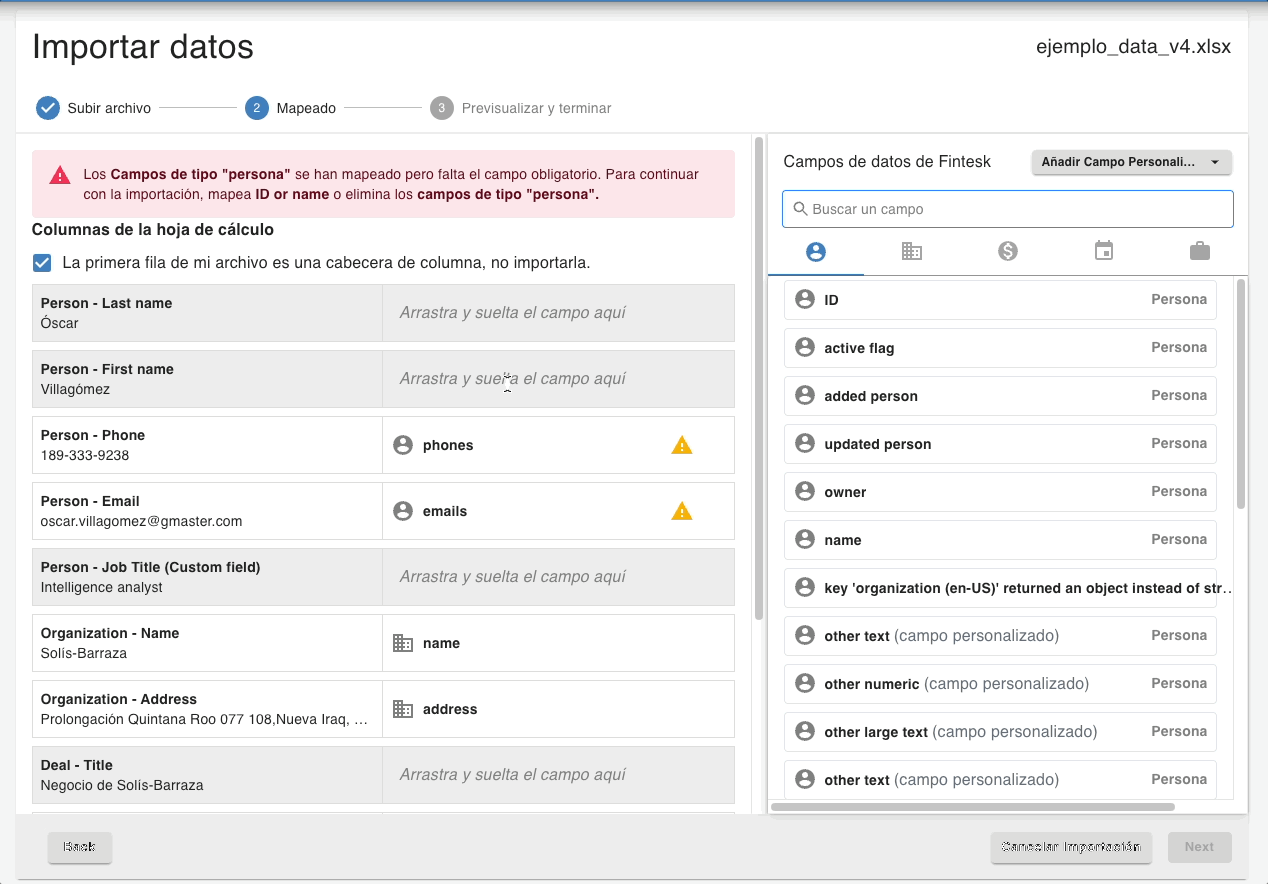 Importar datos
ejemplo_data_v4.xlsx
Subir archivo
2
Mapeado
3
Previsualizar y terminar
Los Campos de tipo "persona" se han mapeado pero falta el campo obligatorio. Para continuar
con la importación, mapea ID or name o elimina los campos de tipo "persona".
Columnas de la hoja de cálculo
La primera fila de mi archivo es una cabecera de columna, no importarla.
Person - Last name
Óscar
Arrastra y suelta el campo aquí
Person - First name
Villagómez
Arrastra y suelta el campo aquí
Person - Phone
189-333-9238
phones
Person - Email
oscar.villagomez@gmaster.com
emails
Person - Job Title (Custom field)
Intelligence analyst
Arrastra y suelta el campo aquí
Organization - Name
Solís-Barraza
name
Organization - Address
Prolongación Quintana Roo 077 108,Nueva Iraq, ...
address
Deal - Title
Negocio de Solís-Barraza
Arrastra y suelta el campo aquí
Campos de datos de Fintesk
Añadir Campo Personali...
Buscar un campo
ID Persona
active flag Persona
added person Persona
updated person Persona
owner Persona
name Persona
key 'organization (en-US)' returned an object instead of str...
other text (campo personalizado) Persona
other numeric (campo personalizado) Persona
other large text (campo personalizado) Persona
other text (campo personalizado) Persona
Back
Cancelar Importación
Next